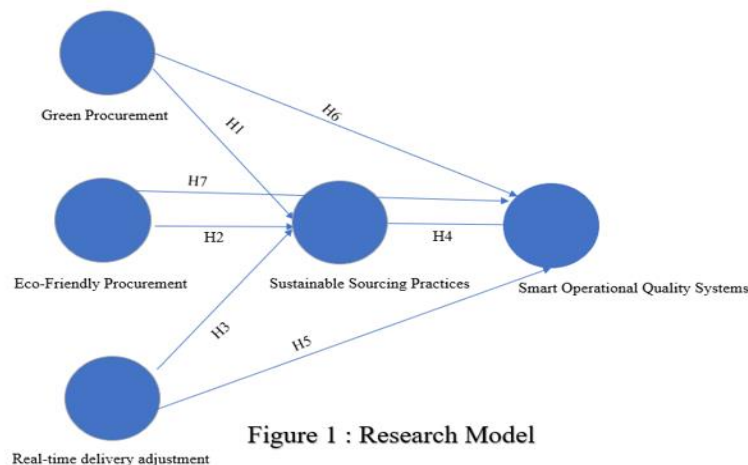 Green Procurement
H6
H1
H7
H2
H4
Eco-Friendly Procurement
Sustainable Sourcing Practices
Smart Operational Quality Systems
H3
H5
Real-time delivery adjustment
Figure 1 : Research Model